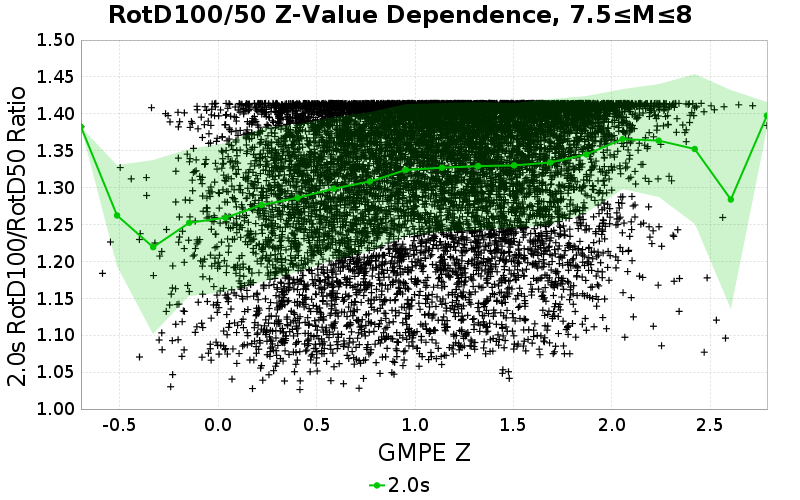 RotD100/50 Z-Value Dependence, 7.5≤M≤8
2.0s RotD100/RotD50 Ratio
1.50
1.45
1.40
1.35
1.30
1.25
1.20
1.15
1.10
1.05
1.00
-0.5 0.0 0.5 1.0 1.5 2.0 2.5
GMPE Z
2.0s